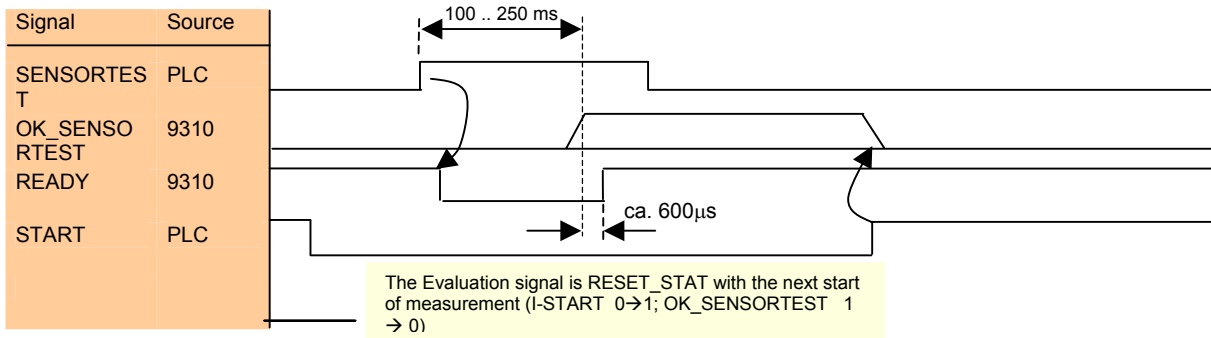 Signal Source
100 .. 250 ms
SENSORTES PLC
T
OK_SENSO 9310
RTEST
READY 9310
ca. 600µs
START PLC
The Evaluation signal is RESET_STAT with the next start
of measurement (I-START 0→1; OK_SENSORTEST 1
→ 0)